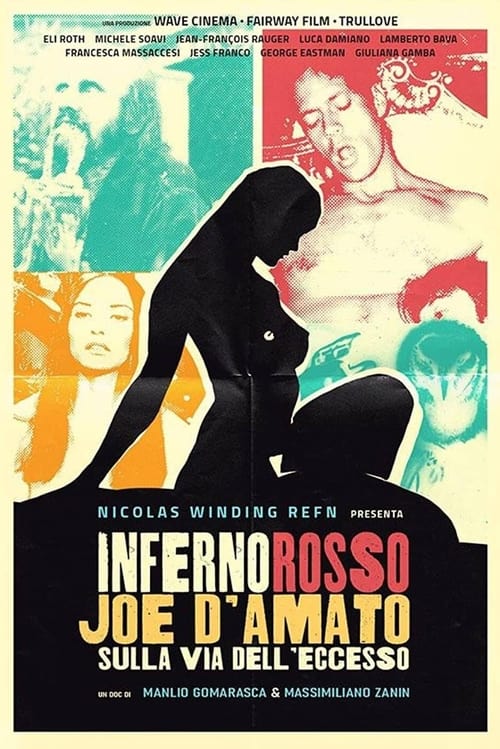 UNA PRODUZIONE WAVE CINEMA • FAIRWAY FILM • TRULLOVE
ELI ROTH MICHELE SOAVI JEAN-FRANÇOIS RAUGER LUCA DAMIANO LAMBERTO BAVA
FRANCESCA MASSACCESI JESS FRANCO GEORGE EASTMAN GIULIANA GAMBA
NICOLAS WINDING REFN PRESENTA
INFERNOROSSO
JOE D'AMATO
SULLA VIA DELL'ECCESSO
UN DOC DI MANLIO GOMARASCA & MASSIMILIANO ZANIN